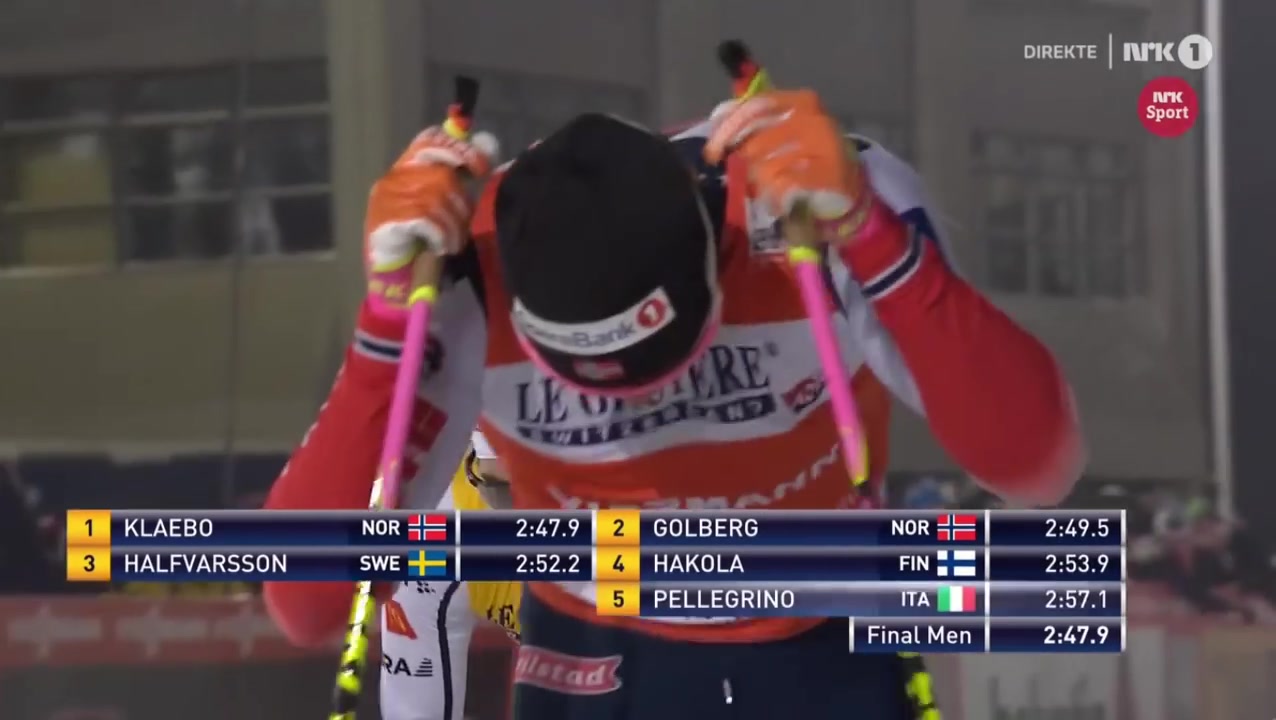 DIREKTE NRK 1
NRK
Sport
1
LE GRUYERE®
SWITZERLAND
VIESSMANN
1 KLAEBO NOR 2:47.9 2 GOLBERG NOR 2:49.5
3 HALFVARSSON SWE 2:52.2 4 HAKOLA FIN 2:53.9
5 PELLEGRINO ITA 2:57.1
Final Men 2:47.9